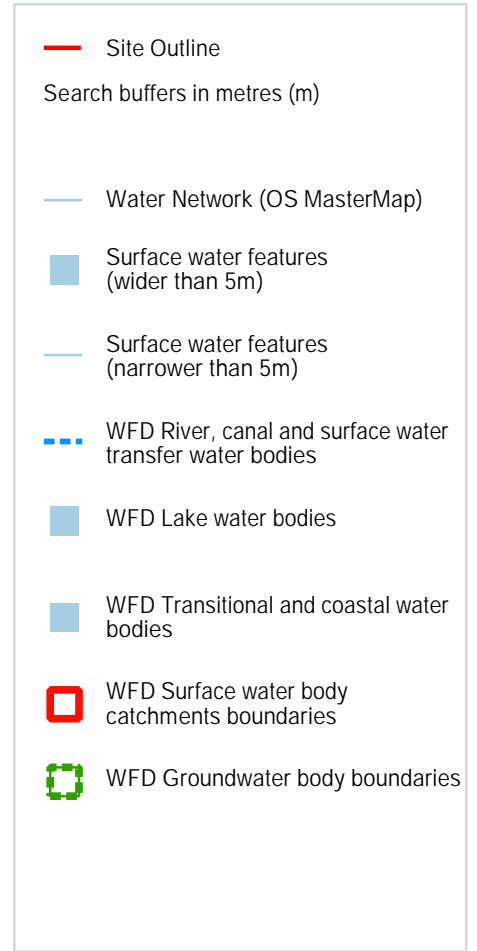 Site Outline
Search buffers in metres (m)
Water Network (OS MasterMap)
Surface water features
(wider than 5m)
Surface water features
(narrower than 5m)
WFD River, canal and surface water
transfer water bodies
WFD Lake water bodies
WFD Transitional and coastal water
bodies
WFD Surface water body
catchments boundaries
WFD Groundwater body boundaries